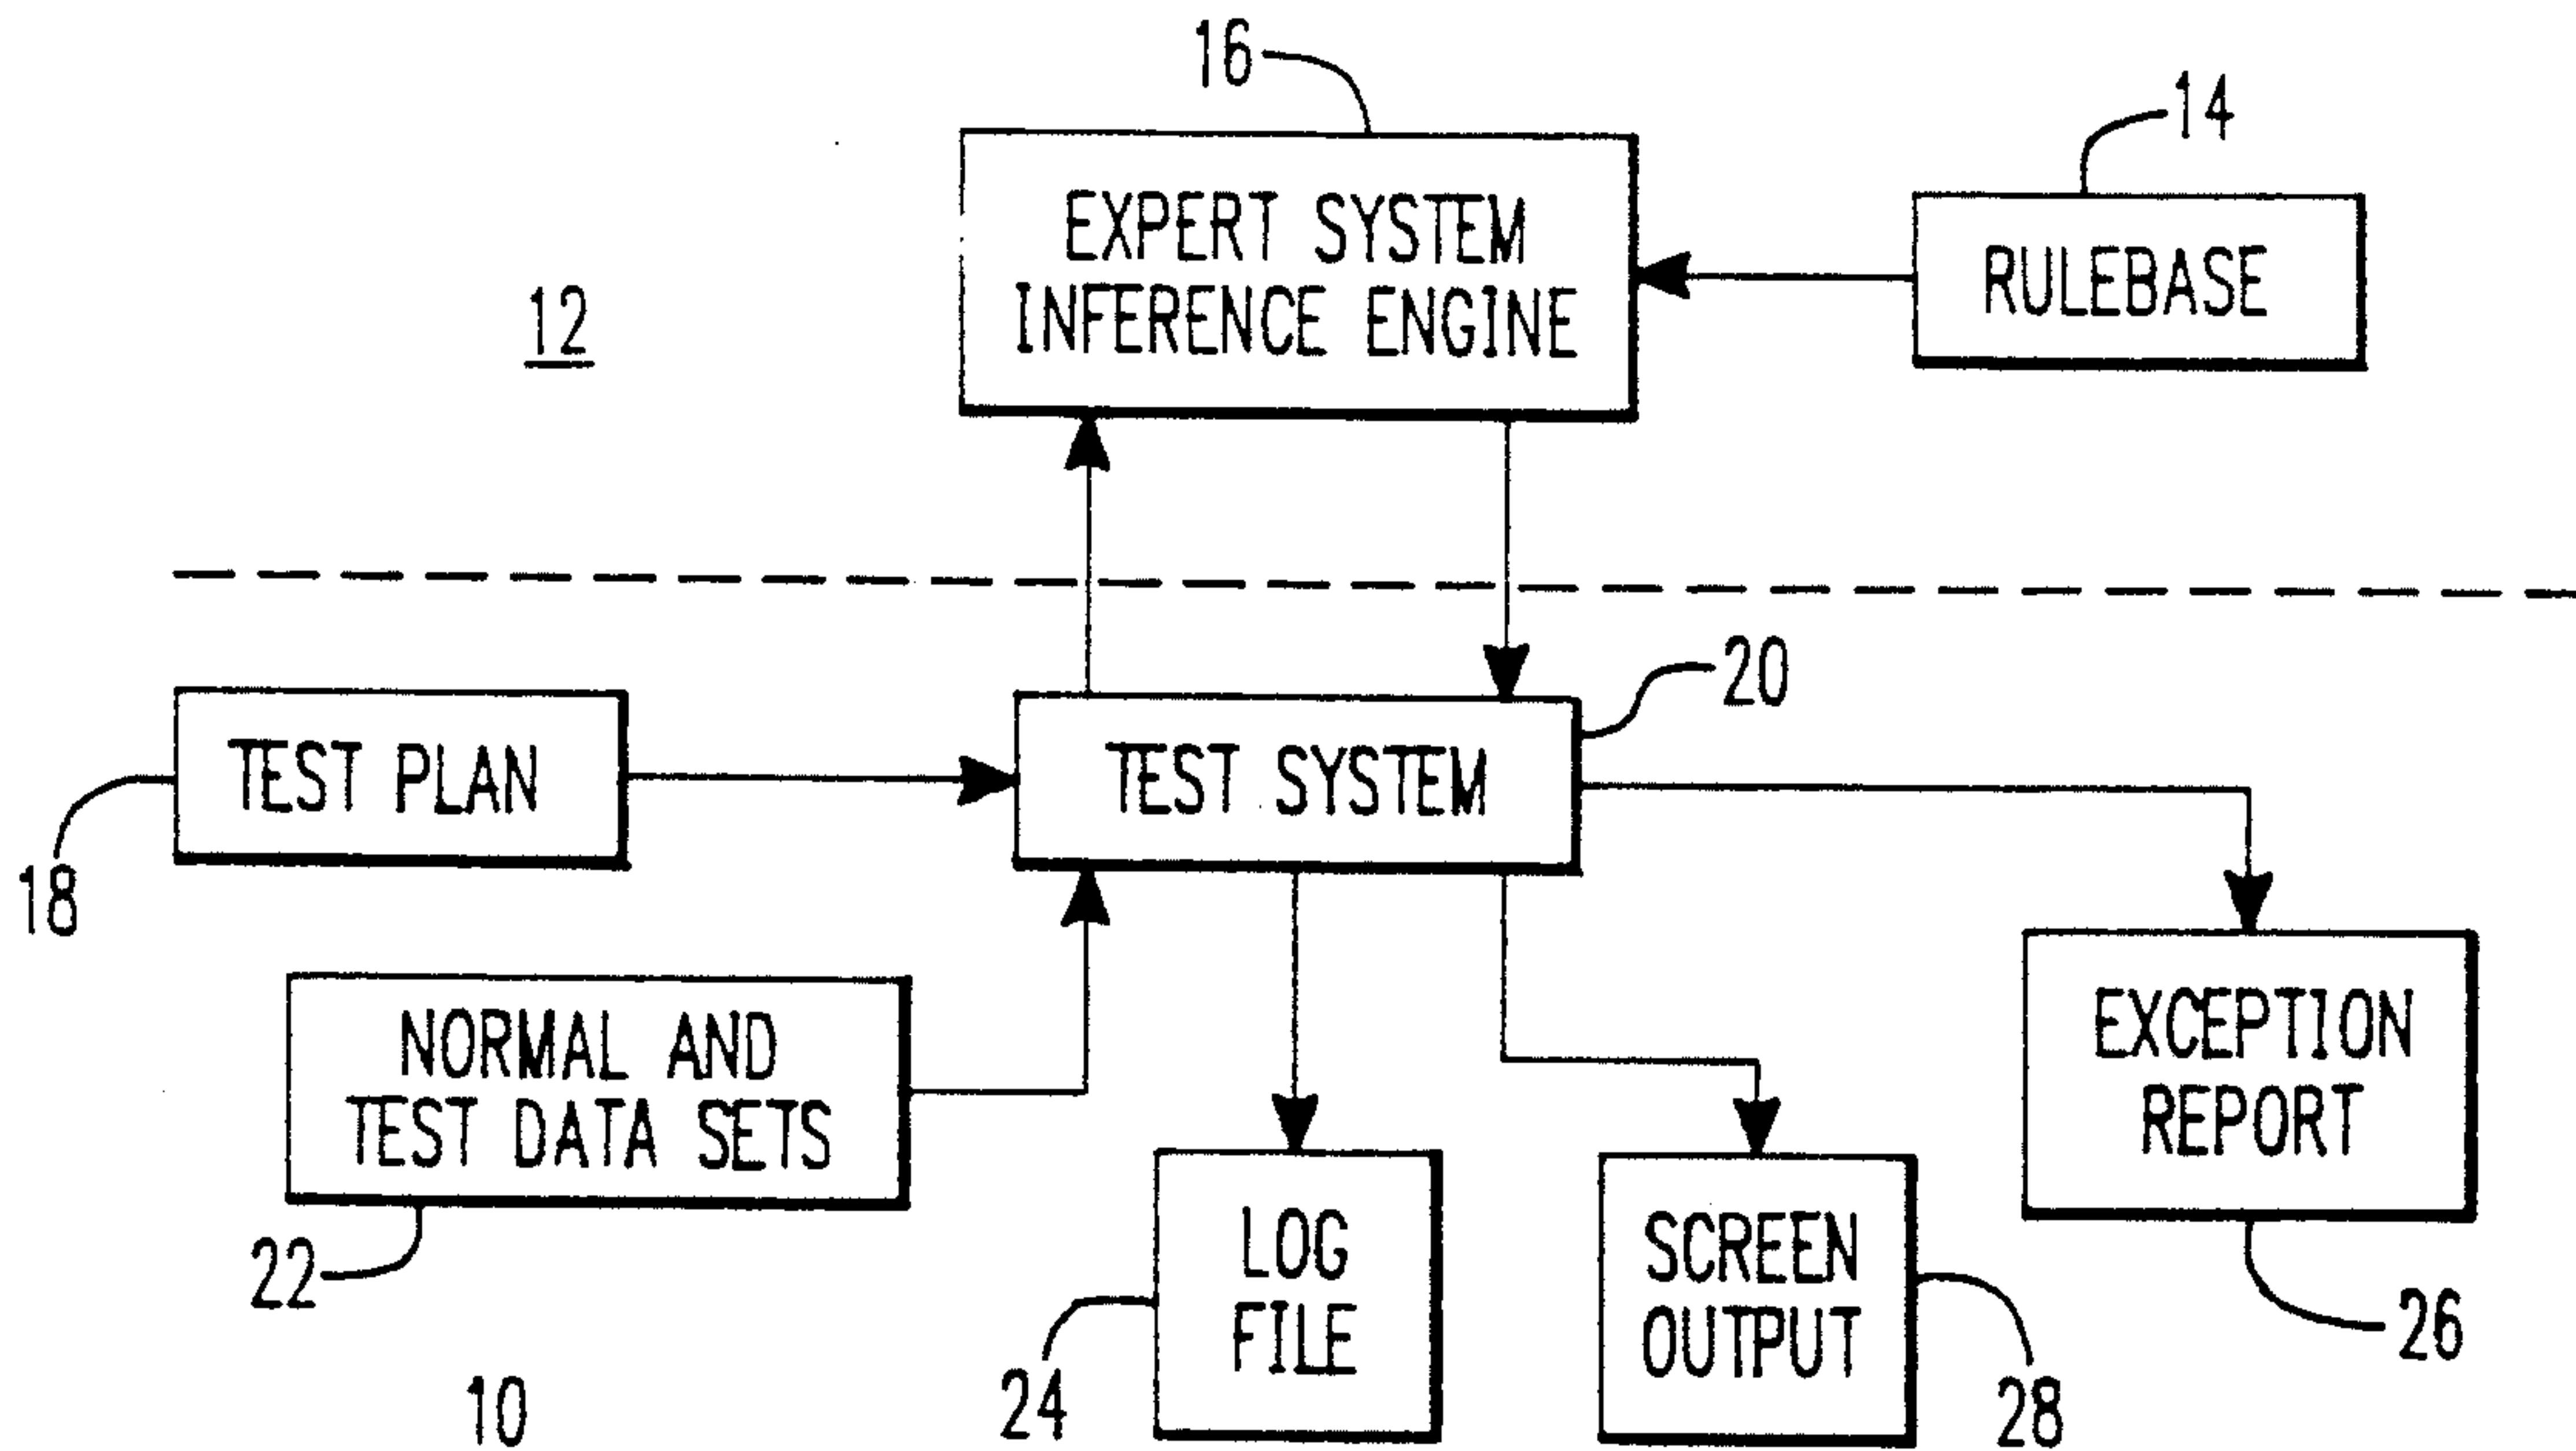 16
14
EXPERT SYSTEM
INFERENCE ENGINE
RULEBASE
12
20
TEST PLAN
TEST SYSTEM
18
NORMAL AND
TEST DATA SETS
EXCEPTION
REPORT
22
LOG
FILE
SCREEN
OUTPUT
26
24
28
10